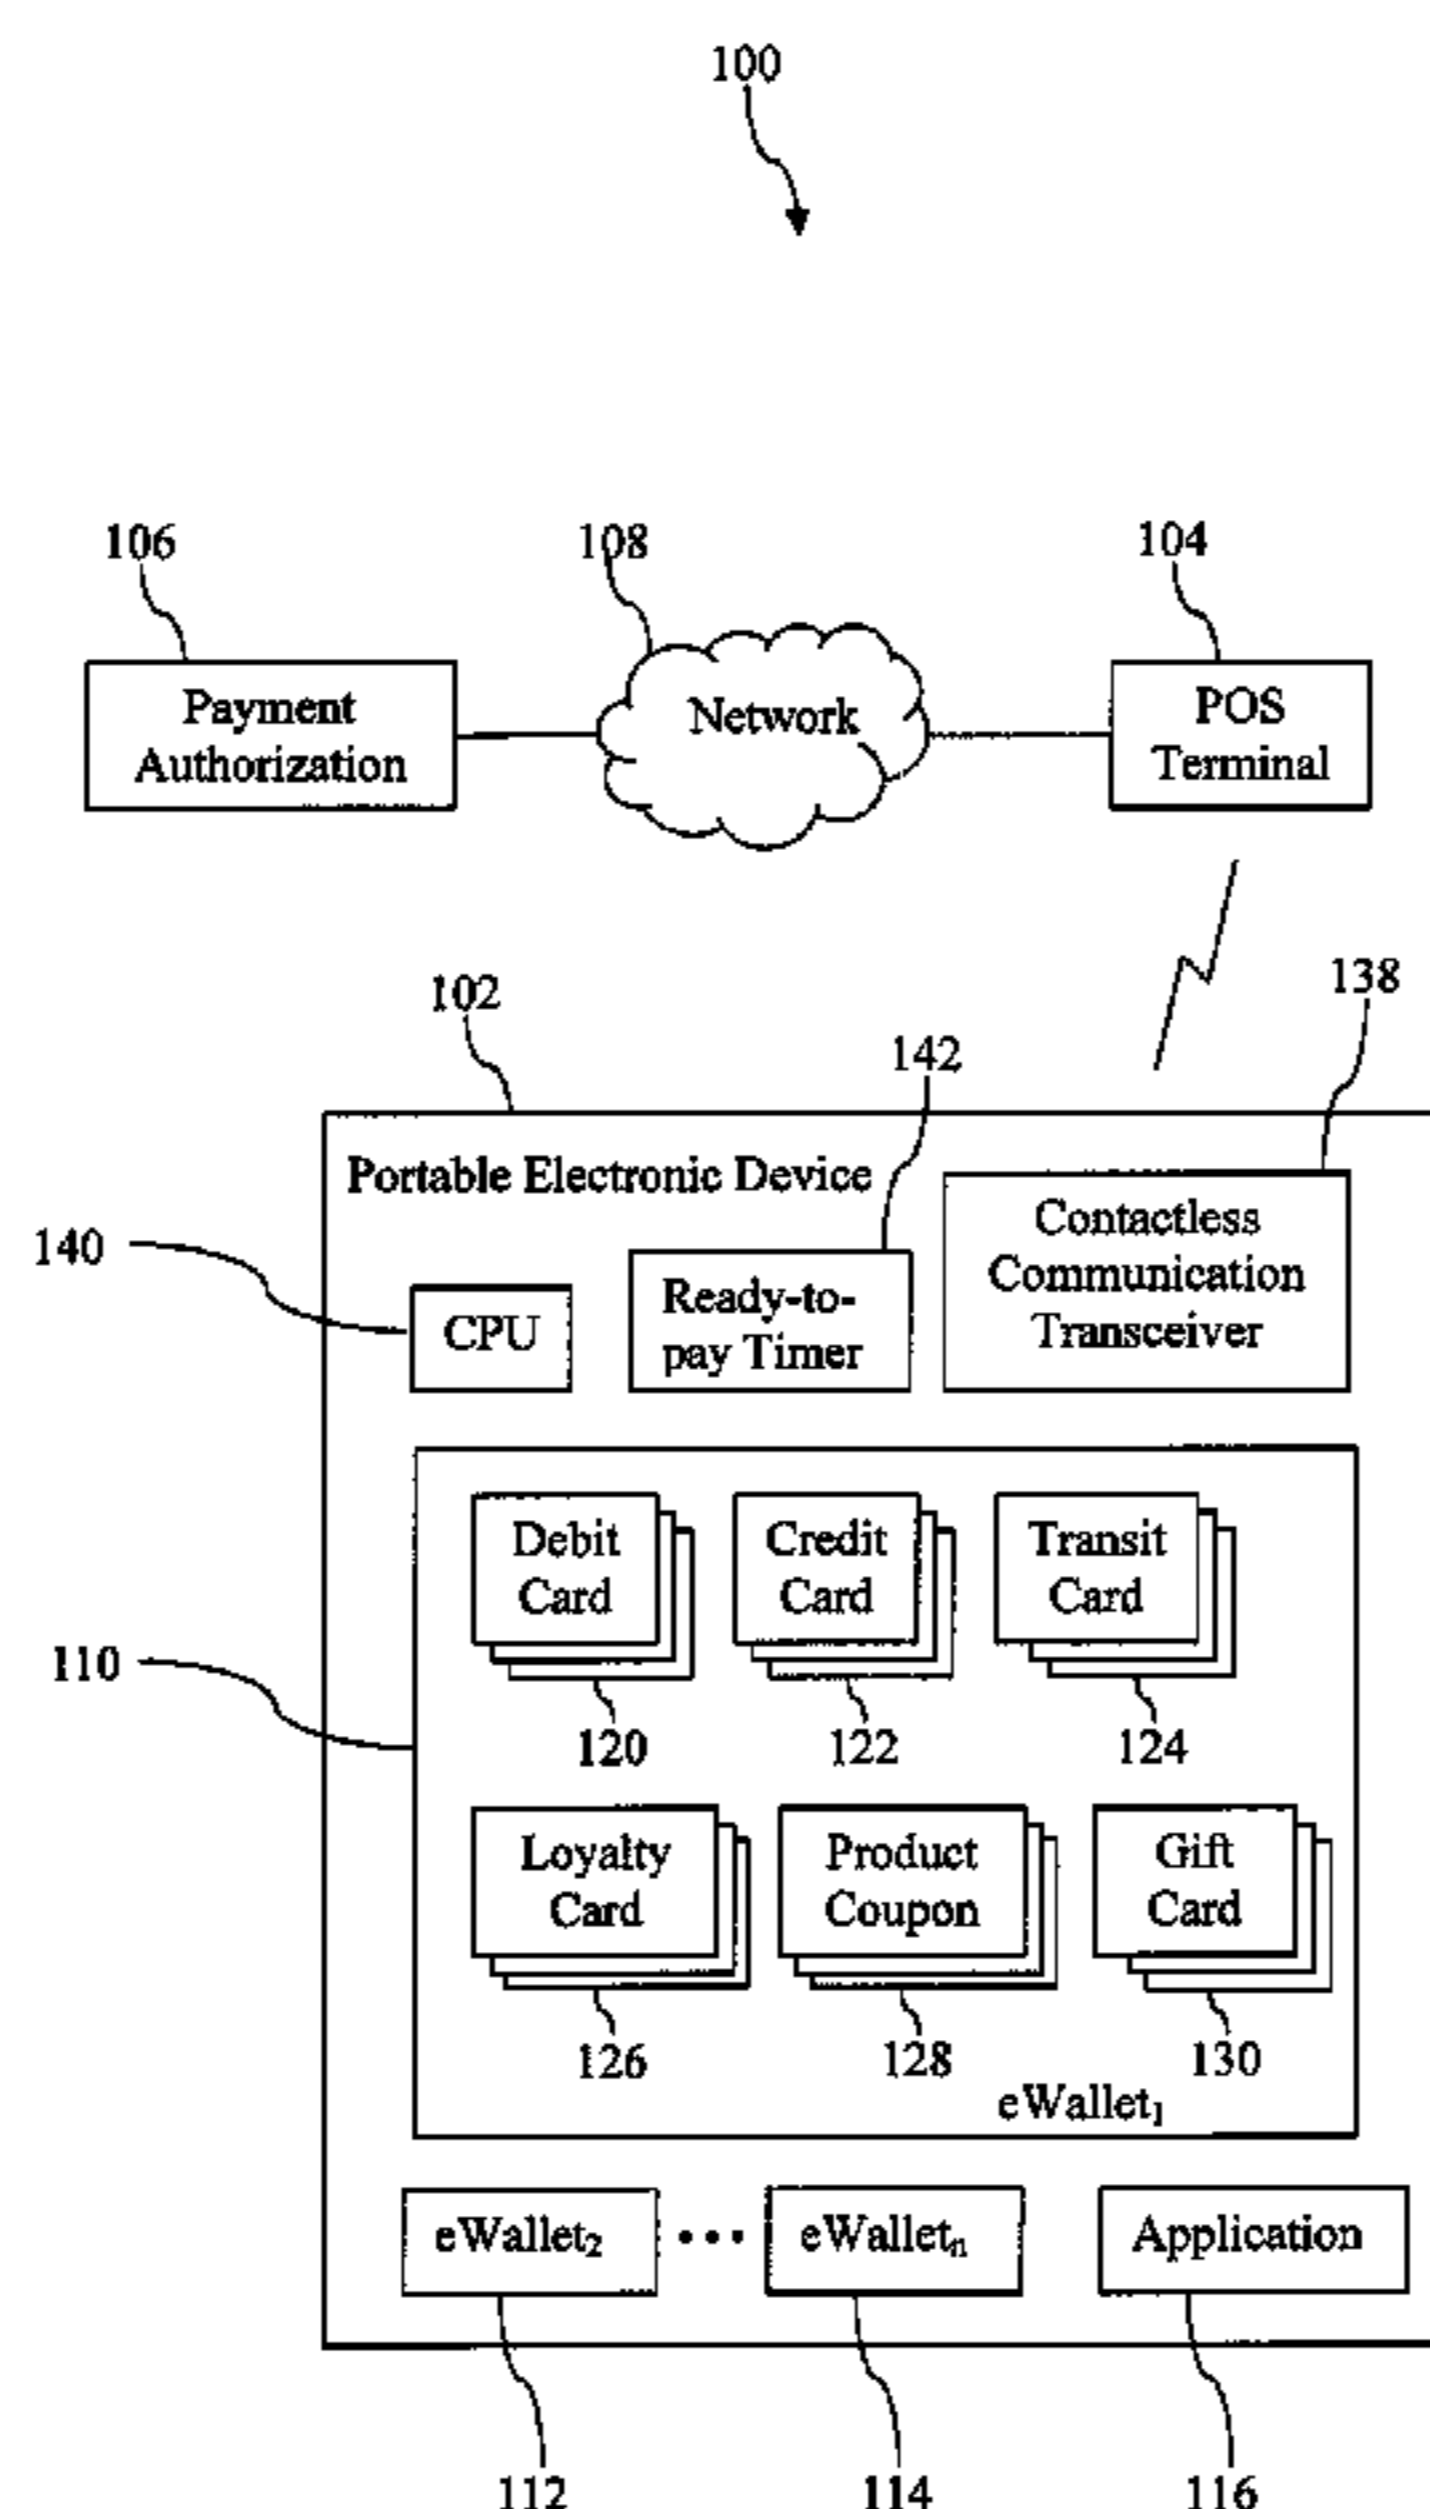 100
106
108
104
Payment
Authorization
Network
POS
Terminal
102
138
142
Portable Electronic Device
Contactless
Communication
Transceiver
140
CPU
Ready-to-
pay Timer
Debit
Card
Credit
Card
Transit
Card
110
120
122
124
Loyalty
Card
Product
Coupon
Gift
Card
126
128
130
eWallet1
eWallet2
•••
eWalletn
Application
112
114
116